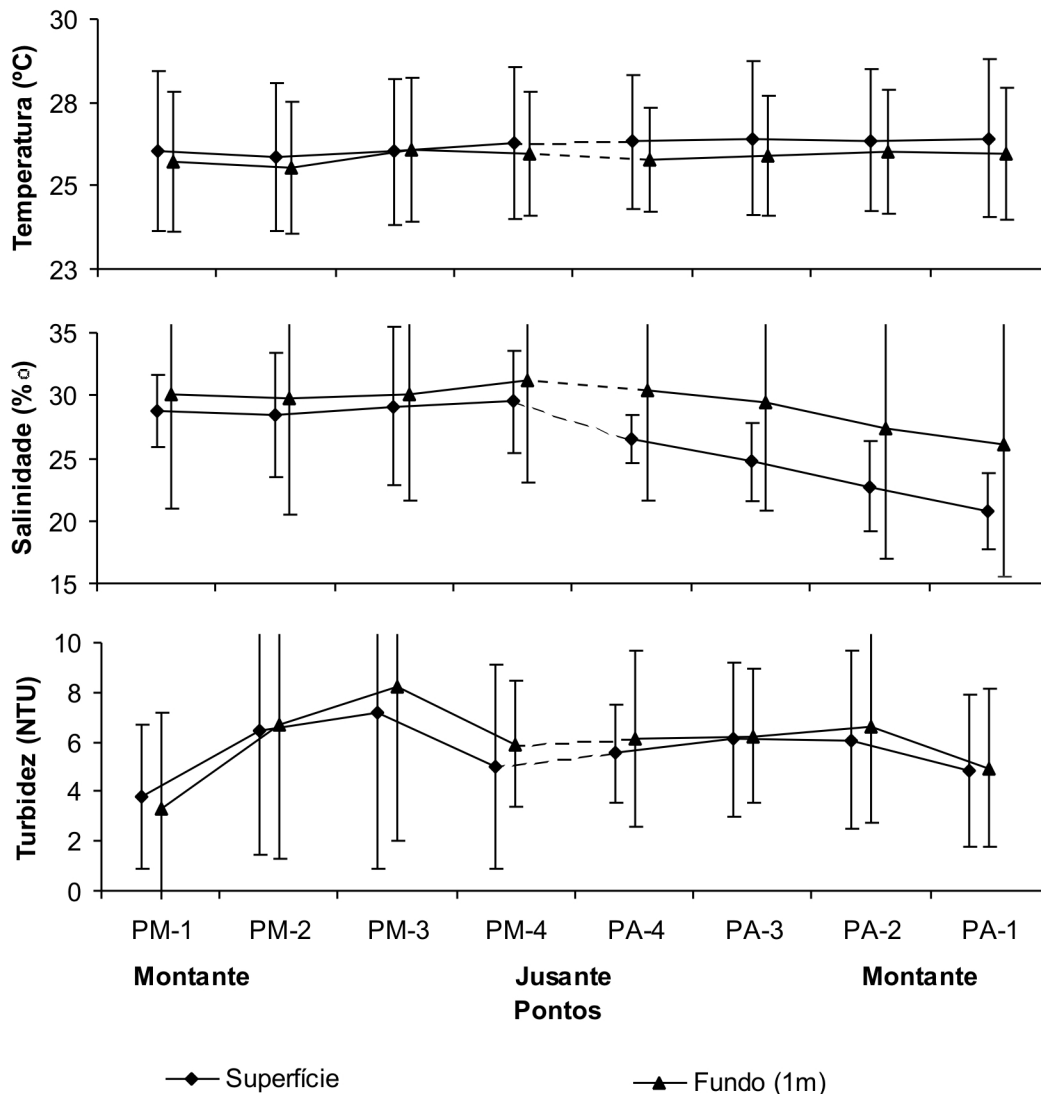 Temperatura (ºC)
30
28
25
23
Salinidade (‰)
35
30
25
20
15
Turbidez (NTU)
10
8
6
4
2
0
PM-1 PM-2 PM-3 PM-4 PA-4 PA-3 PA-2 PA-1
Montante Jusante Montante
Pontos
Superfície Fundo (1m)